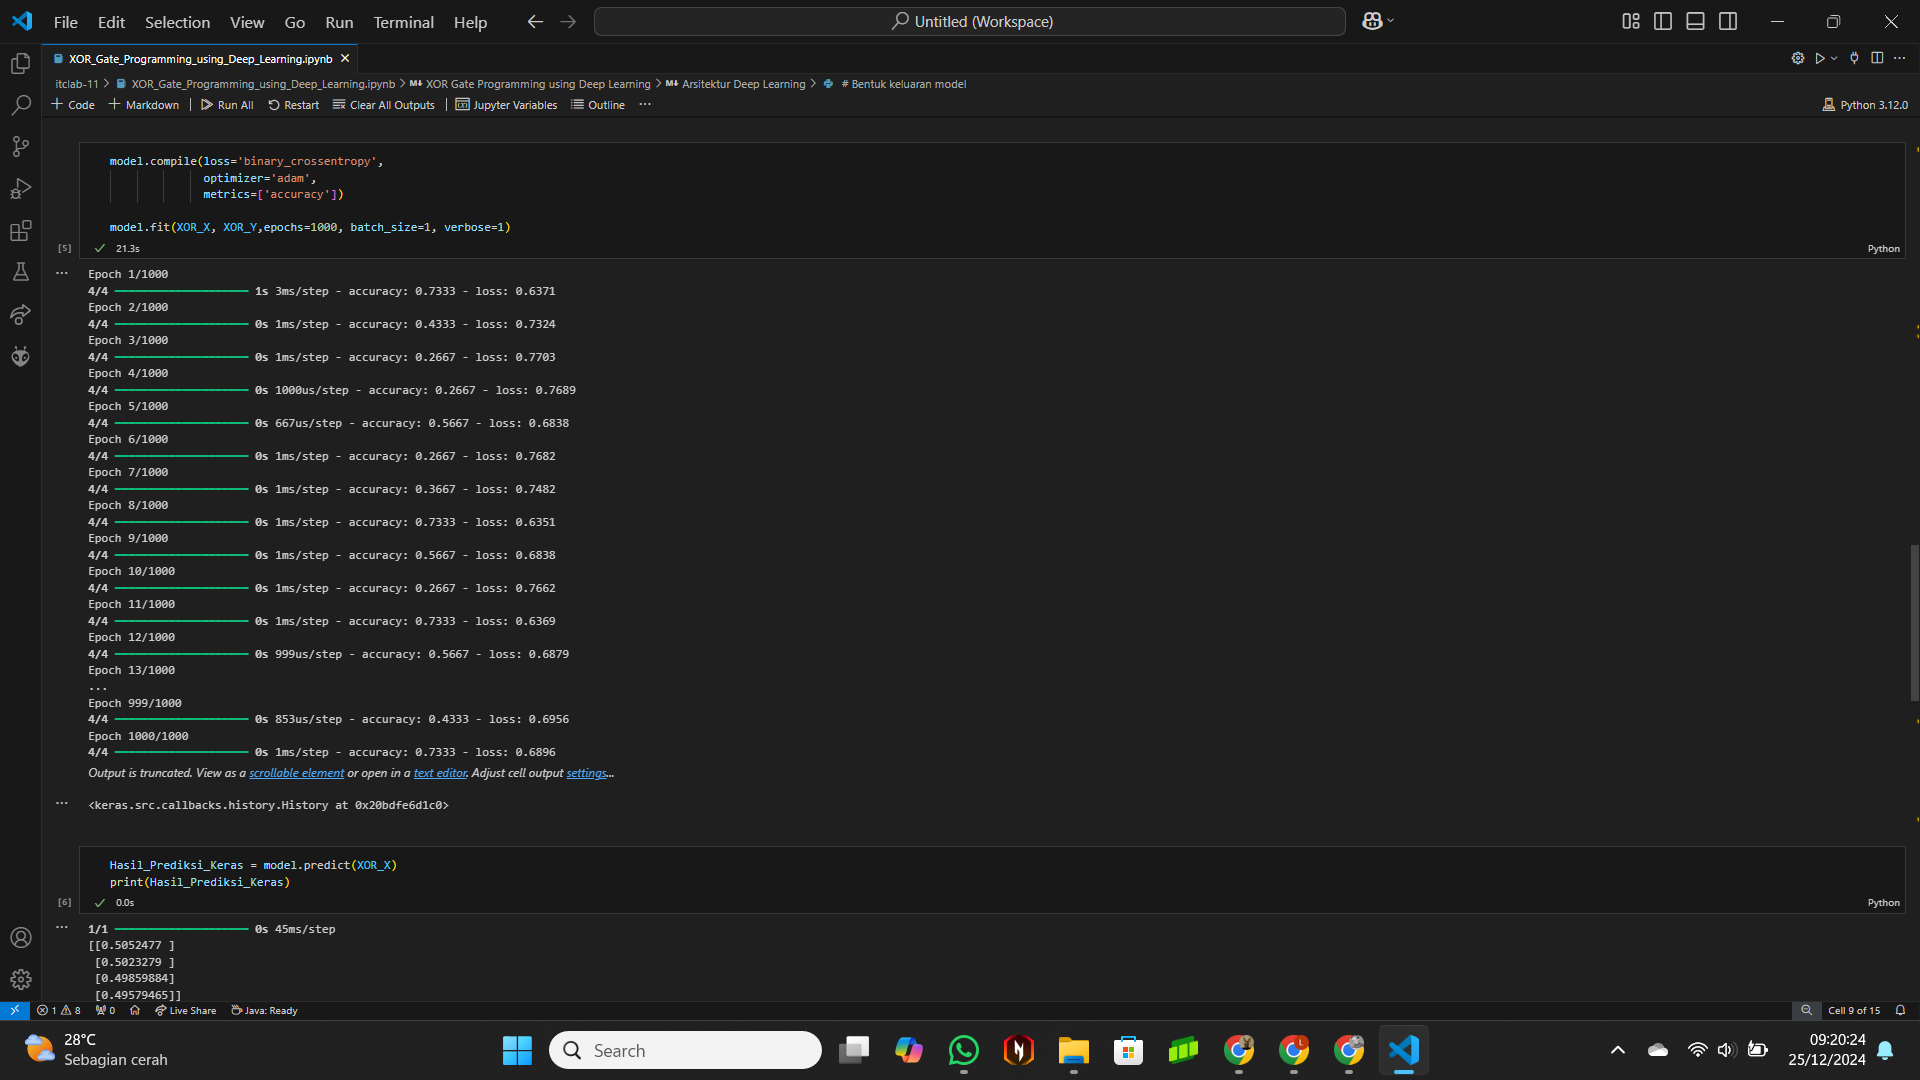 File Edit Selection View Go Run Terminal Help
Untitled (Workspace)
XOR_Gate_Programming_using_Deep_Learning.ipynb
itclab-11 > XOR_Gate_Programming_using_Deep_Learning.ipynb > M↓ XOR Gate Programming using Deep Learning > M↓ Arsitektur Deep Learning > # Bentuk keluaran model
+ Code + Markdown | Run All Restart Clear All Outputs | Jupyter Variables Outline ...
Python 3.12.0
model.compile(loss='binary_crossentropy',
optimizer='adam',
metrics=['accuracy'])
model.fit(XOR_X, XOR_Y,epochs=1000, batch_size=1, verbose=1)
[5] 21.3s Python
Epoch 1/1000
4/4 1s 3ms/step - accuracy: 0.7333 - loss: 0.6371
Epoch 2/1000
4/4 0s 1ms/step - accuracy: 0.4333 - loss: 0.7324
Epoch 3/1000
4/4 0s 1ms/step - accuracy: 0.2667 - loss: 0.7703
Epoch 4/1000
4/4 0s 1000us/step - accuracy: 0.2667 - loss: 0.7689
Epoch 5/1000
4/4 0s 667us/step - accuracy: 0.5667 - loss: 0.6838
Epoch 6/1000
4/4 0s 1ms/step - accuracy: 0.2667 - loss: 0.7682
Epoch 7/1000
4/4 0s 1ms/step - accuracy: 0.3667 - loss: 0.7482
Epoch 8/1000
4/4 0s 1ms/step - accuracy: 0.7333 - loss: 0.6351
Epoch 9/1000
4/4 0s 1ms/step - accuracy: 0.5667 - loss: 0.6838
Epoch 10/1000
4/4 0s 1ms/step - accuracy: 0.2667 - loss: 0.7662
Epoch 11/1000
4/4 0s 1ms/step - accuracy: 0.7333 - loss: 0.6369
Epoch 12/1000
4/4 0s 999us/step - accuracy: 0.5667 - loss: 0.6879
Epoch 13/1000
...
Epoch 999/1000
4/4 0s 853us/step - accuracy: 0.4333 - loss: 0.6956
Epoch 1000/1000
4/4 0s 1ms/step - accuracy: 0.7333 - loss: 0.6896
Output is truncated. View as a scrollable element or open in a text editor. Adjust cell output settings...
<keras.src.callbacks.history.History at 0x20bdfe6d1c0>
Hasil_Prediksi_Keras = model.predict(XOR_X)
print(Hasil_Prediksi_Keras)
[6] 0.0s Python
1/1 0s 45ms/step
[[0.5052477 ]
[0.5023279 ]
[0.49859884]
[0.49579465]]
1 8 0 Live Share Java: Ready Cell 9 of 15
28°C
Sebagian cerah
Search
09:20:24
25/12/2024